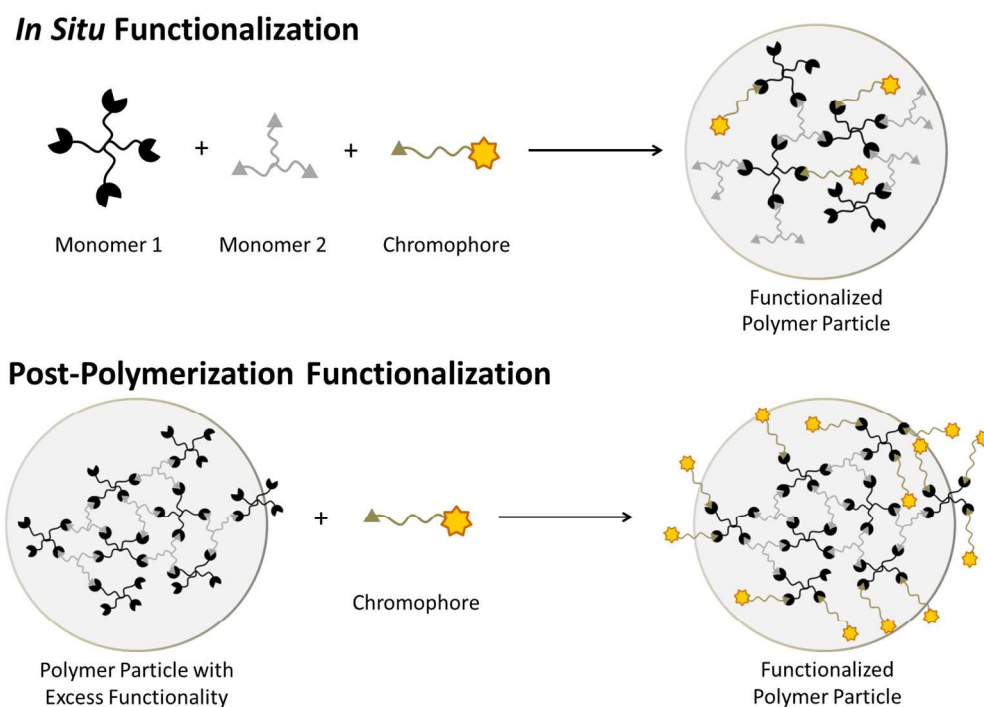 In Situ Functionalization
+
+
Monomer 1
Monomer 2
Chromophore
Functionalized
Polymer Particle
Post-Polymerization Functionalization
+
Chromophore
Polymer Particle with
Excess Functionality
Functionalized
Polymer Particle